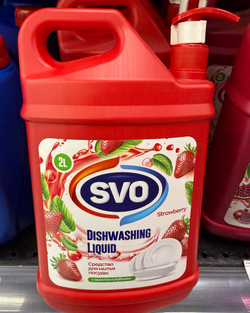 2L
SVO
Strawberry
DISHWASHING
LIQUID
Средство
для мытья
посуды